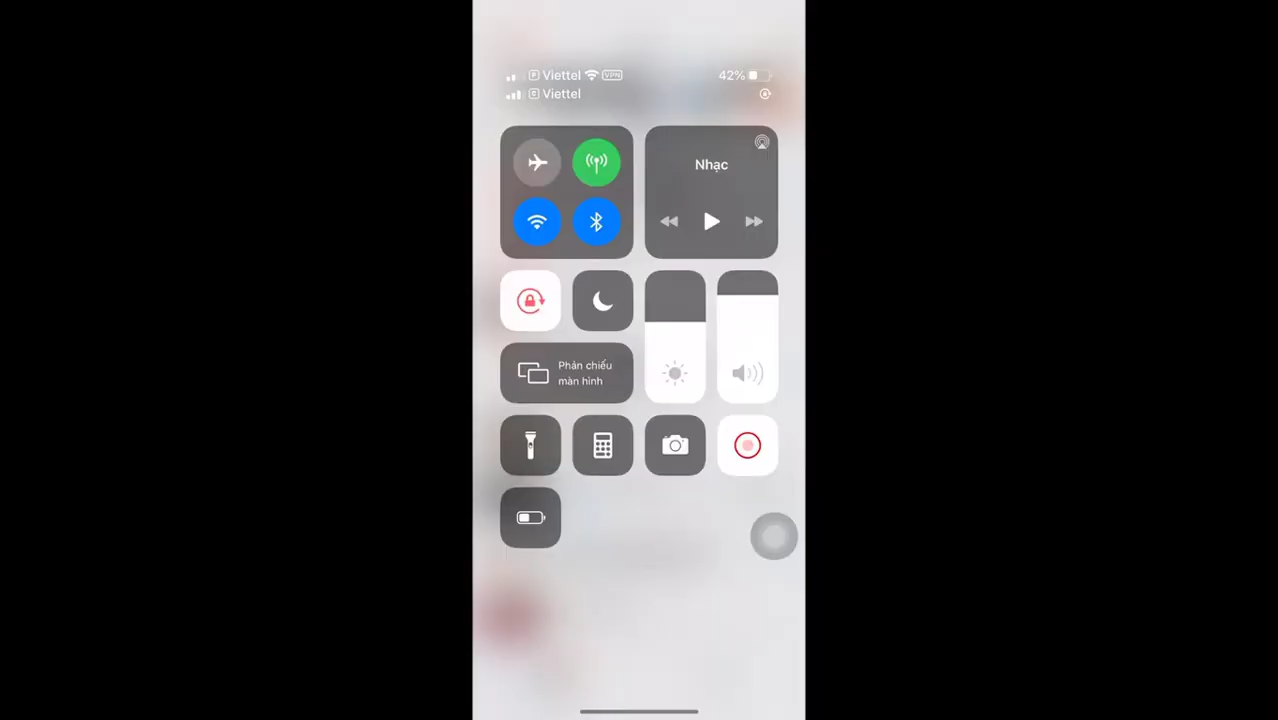 P Viettel VPN 42%
C Viettel
Nhạc
Phản chiếu
màn hình